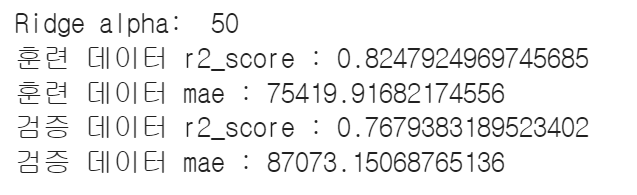 Ridge alpha:  50
훈련 데이터 r2_score : 0.8247924969745685
훈련 데이터 mae : 75419.91682174556
검증 데이터 r2_score : 0.7679383189523402
검증 데이터 mae : 87073.15068765136